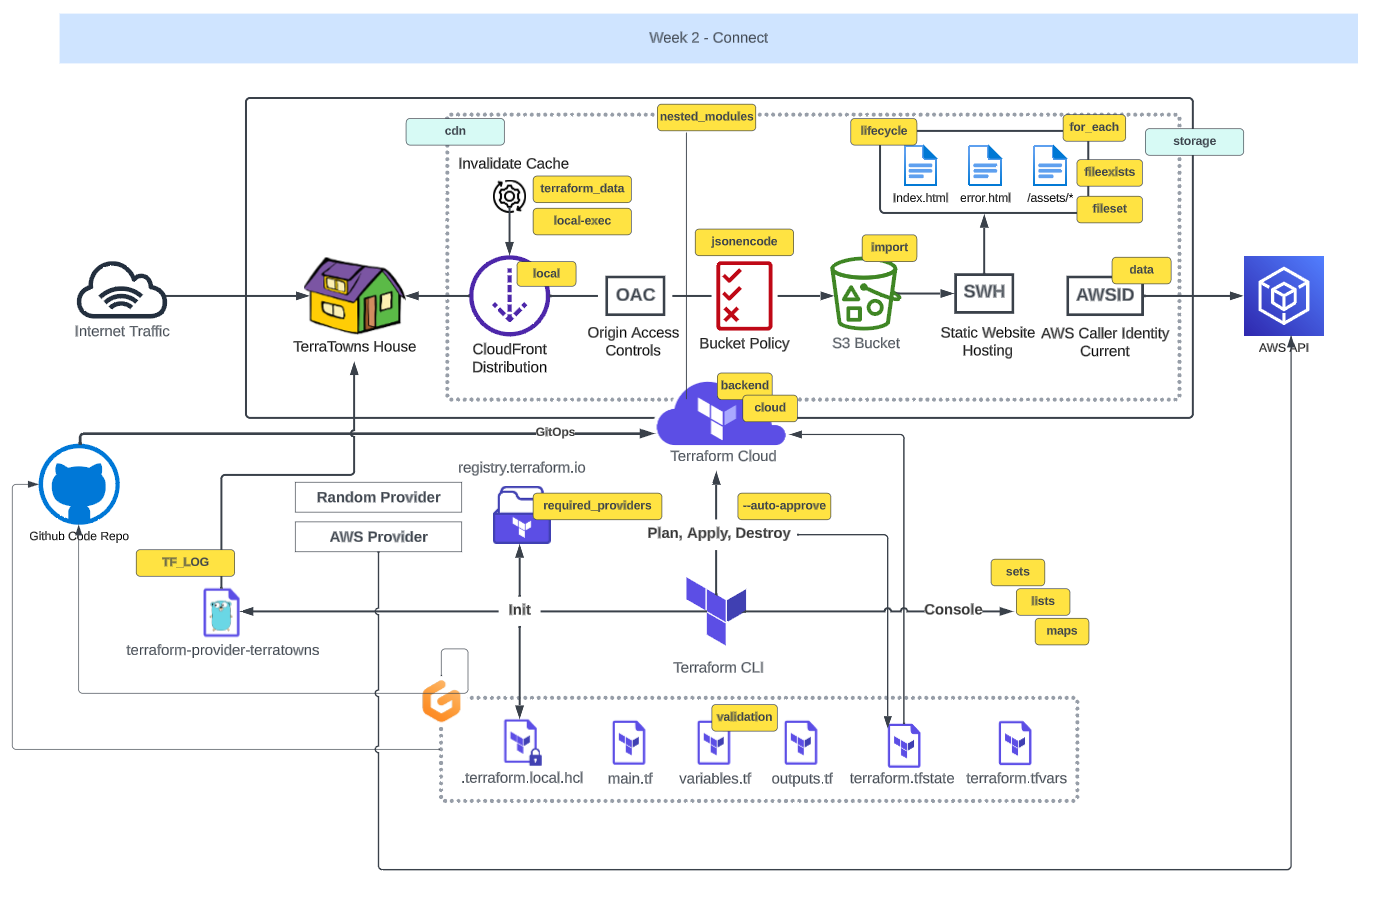 Week 2 - Connect
nested_modules
cdn
lifecycle
for_each
storage
Invalidate Cache
terraform_data
local-exec
Index.html
error.html
/assets/*
fileexists
fileset
jsonencode
import
local
data
OAC
SWH
AWSID
Internet Traffic
TerraTowns House
CloudFront
Distribution
Origin Access
Controls
Bucket Policy
S3 Bucket
Static Website
Hosting
AWS Caller Identity
Current
AWS API
backend
cloud
GitOps
Terraform Cloud
registry.terraform.io
Random Provider
required_providers
--auto-approve
AWS Provider
Plan, Apply, Destroy
Github Code Repo
TF_LOG
sets
lists
maps
Init
Console
terraform-provider-terratowns
Terraform CLI
validation
.terraform.local.hcl
main.tf
variables.tf
outputs.tf
terraform.tfstate
terraform.tfvars